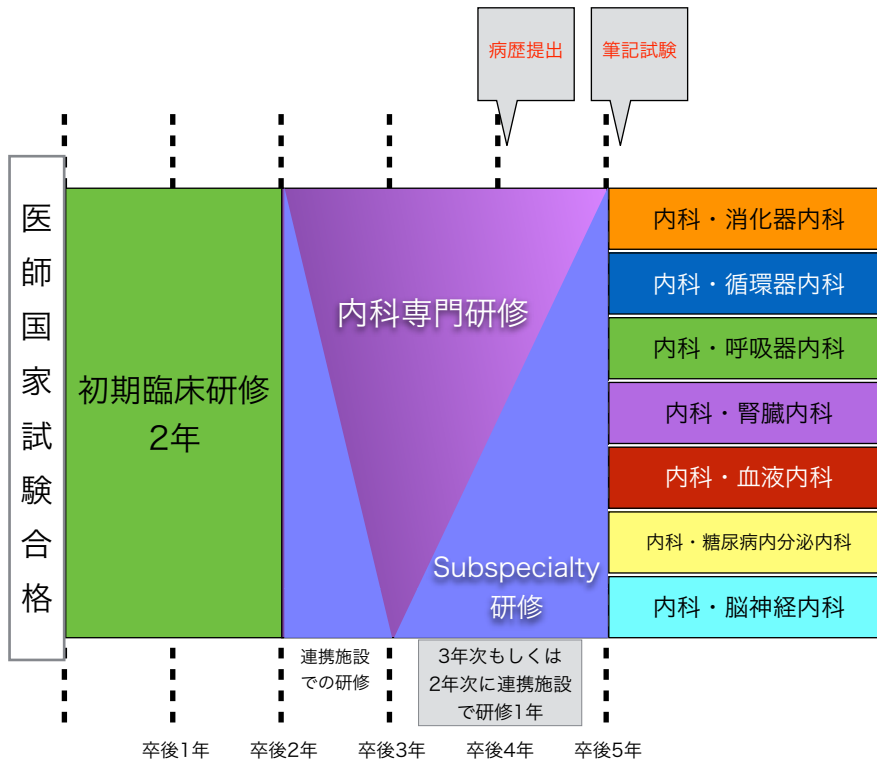 病歴提出
筆記試験
医師国家試験合格
初期臨床研修
2年
内科専門研修
Subspecialty
研修
内科・消化器内科
内科・循環器内科
内科・呼吸器内科
内科・腎臓内科
内科・血液内科
内科・糖尿病内分泌内科
内科・脳神経内科
連携施設
での研修
3年次もしくは
2年次に連携施設
で研修1年
卒後1年
卒後2年
卒後3年
卒後4年
卒後5年